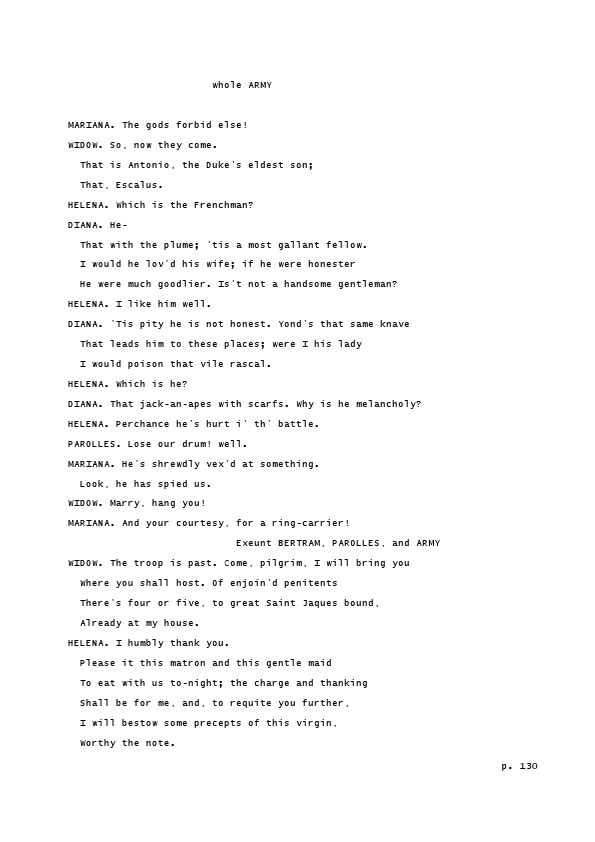 whole ARMY
MARIANA. The gods forbid else!
WIDOW. So, now they come.
That is Antonio, the Duke's eldest son;
That, Escalus.
HELENA. Which is the Frenchman?
DIANA. He-
That with the plume; 'tis a most gallant fellow.
I would he lov'd his wife; if he were honester
He were much goodlier. Is't not a handsome gentleman?
HELENA. I like him well.
DIANA. 'Tis pity he is not honest. Yond's that same knave
That leads him to these places; were I his lady
I would poison that vile rascal.
HELENA. Which is he?
DIANA. That jack-an-apes with scarfs. Why is he melancholy?
HELENA. Perchance he's hurt i' th' battle.
PAROLLES. Lose our drum! well.
MARIANA. He's shrewdly vex'd at something.
Look, he has spied us.
WIDOW. Marry, hang you!
MARIANA. And your courtesy, for a ring-carrier!
Exeunt BERTRAM, PAROLLES, and ARMY
WIDOW. The troop is past. Come, pilgrim, I will bring you
Where you shall host. Of enjoin'd penitents
There's four or five, to great Saint Jaques bound,
Already at my house.
HELENA. I humbly thank you.
Please it this matron and this gentle maid
To eat with us to-night; the charge and thanking
Shall be for me, and, to requite you further,
I will bestow some precepts of this virgin,
Worthy the note.
p. 130